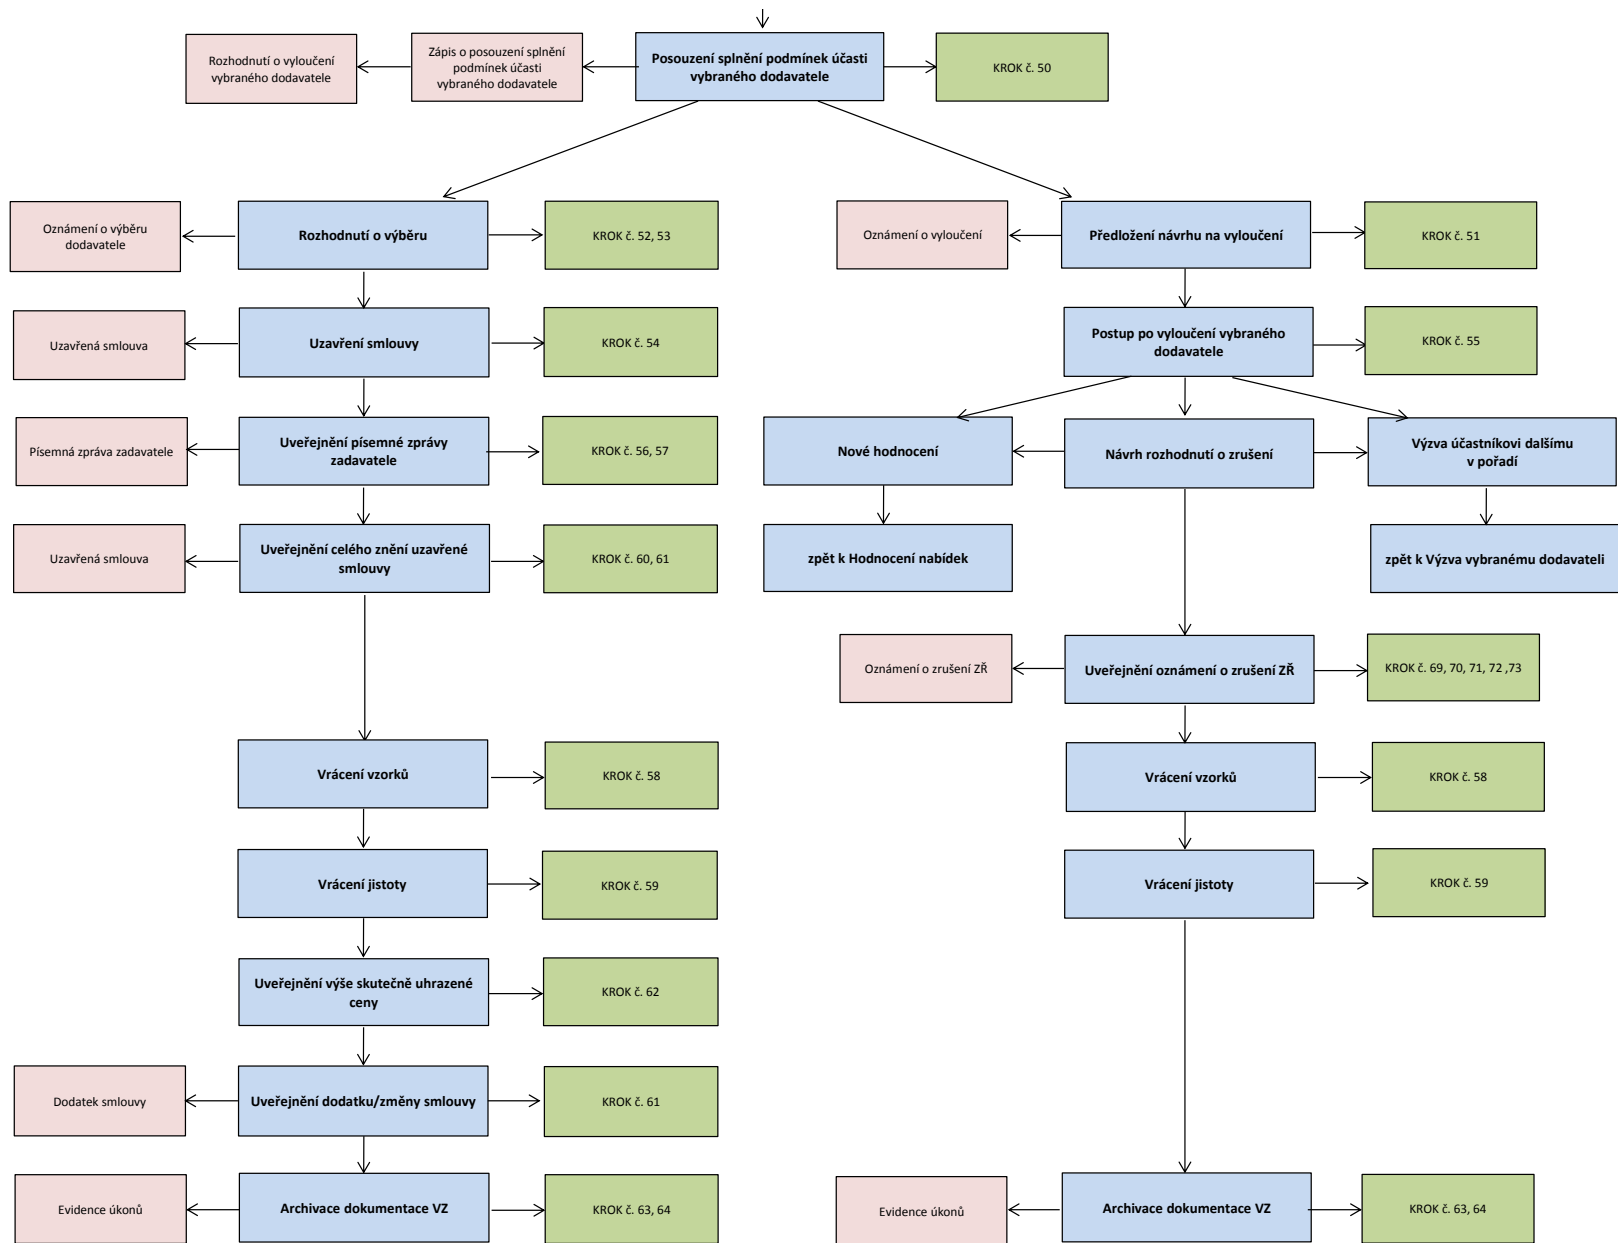 Rozhodnutí o vyloučení
vybraného dodavatele
Zápis o posouzení splnění
podmínek účasti
vybraného dodavatele
Posouzení splnění podmínek účasti
vybraného dodavatele
KROK č. 50
Oznámení o výběru
dodavatele
Rozhodnutí o výběru
KROK č. 52, 53
Oznámení o vyloučení
Předložení návrhu na vyloučení
KROK č. 51
Uzavřená smlouva
Uzavření smlouvy
KROK č. 54
Postup po vyloučení vybraného
dodavatele
KROK č. 55
Písemná zpráva zadavatele
Uveřejnění písemné zprávy
zadavatele
KROK č. 56, 57
Nové hodnocení
Návrh rozhodnutí o zrušení
Výzva účastníkovi dalšímu
v pořadí
Uzavřená smlouva
Uveřejnění celého znění uzavřené
smlouvy
KROK č. 60, 61
zpět k Hodnocení nabídek
zpět k Výzva vybranému dodavateli
Oznámení o zrušení ZŘ
Uveřejnění oznámení o zrušení ZŘ
KROK č. 69, 70, 71, 72 ,73
Vrácení vzorků
KROK č. 58
Vrácení vzorků
KROK č. 58
Vrácení jistoty
KROK č. 59
Vrácení jistoty
KROK č. 59
Uveřejnění výše skutečně uhrazené
ceny
KROK č. 62
Dodatek smlouvy
Uveřejnění dodatku/změny smlouvy
KROK č. 61
Evidence úkonů
Archivace dokumentace VZ
KROK č. 63, 64
Evidence úkonů
Archivace dokumentace VZ
KROK č. 63, 64